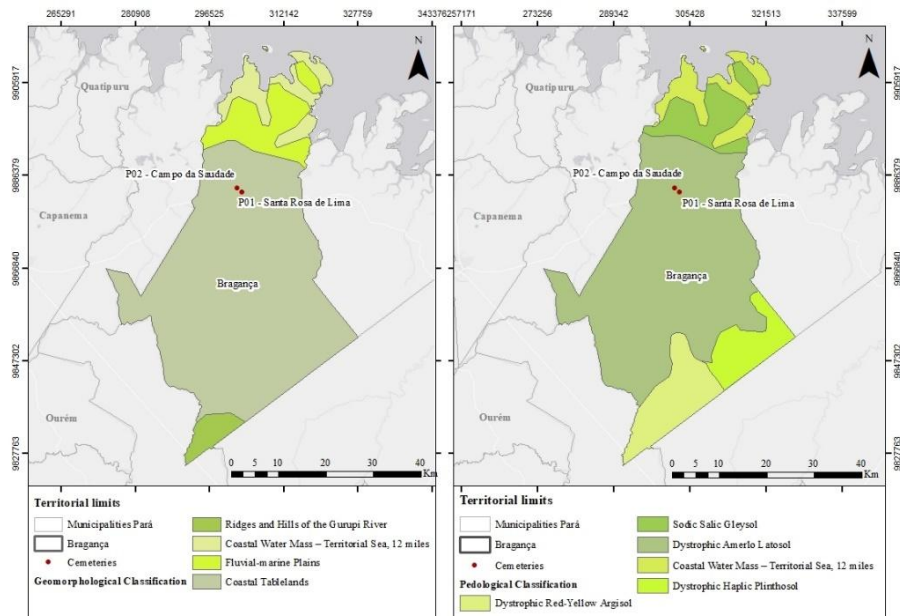 265291 280908 296525 312142 327759 343376
257171 273256 289342 305428 321513 337599
N
9905917
Quatipuru
9886379
P02 - Campo da Saudade
P01 - Santa Rosa de Lima
Capanema
9866840
Bragança
9847302
Ourém
9827763
0 5 10 20 30 40
Km
N
9905917
Quatipuru
9886379
P02 - Campo da Saudade
P01 - Santa Rosa de Lima
Capanema
9866840
Bragança
9847302
Ourém
9827763
0 5 10 20 30 40
Km
Territorial limits
Municipalities Pará
Bragança
Cemeteries
Geomorphological Classification
Ridges and Hills of the Gurupi River
Coastal Water Mass – Territorial Sea, 12 miles
Fluvial-marine Plains
Coastal Tablelands
Territorial limits
Municipalities Pará
Bragança
Cemeteries
Pedological Classification
Dystrophic Red-Yellow Argisol
Sodic Salic Gleysol
Dystrophic Amerlo Latosol
Coastal Water Mass – Territorial Sea, 12 miles
Dystrophic Haplic Plinthosol